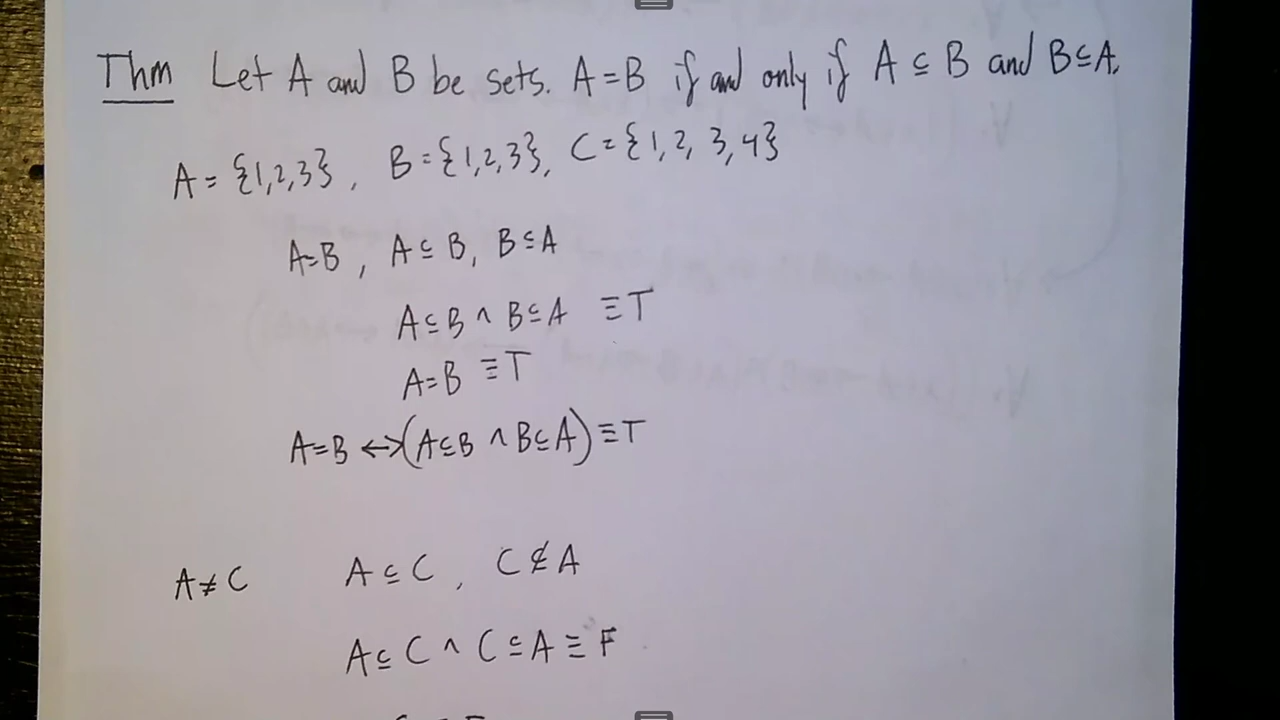 Thm Let A and B be sets. A=B if and only if A ⊆ B and B⊆A.
A = {1,2,3}, B = {1,2,3}, C = {1, 2, 3, 4}
A=B, A ⊆ B, B ⊆ A
A⊆B ∧ B⊆A ≡T
A=B ≡T
A=B ↔ (A⊆B ∧ B⊆A) ≡T
A≠C A ⊆ C, C ⊈ A
A⊆ C ∧ C ⊆A ≡ F